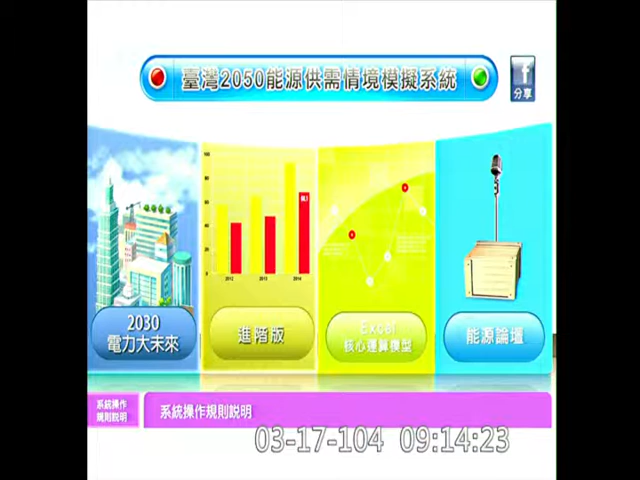 臺灣2050能源供需情境模擬系統
f
分享
2030
電力大未來
進階版
Excel
核心運算模型
能源論壇
系統操作
規則說明
系統操作規則說明
03-17-104 09:14:23